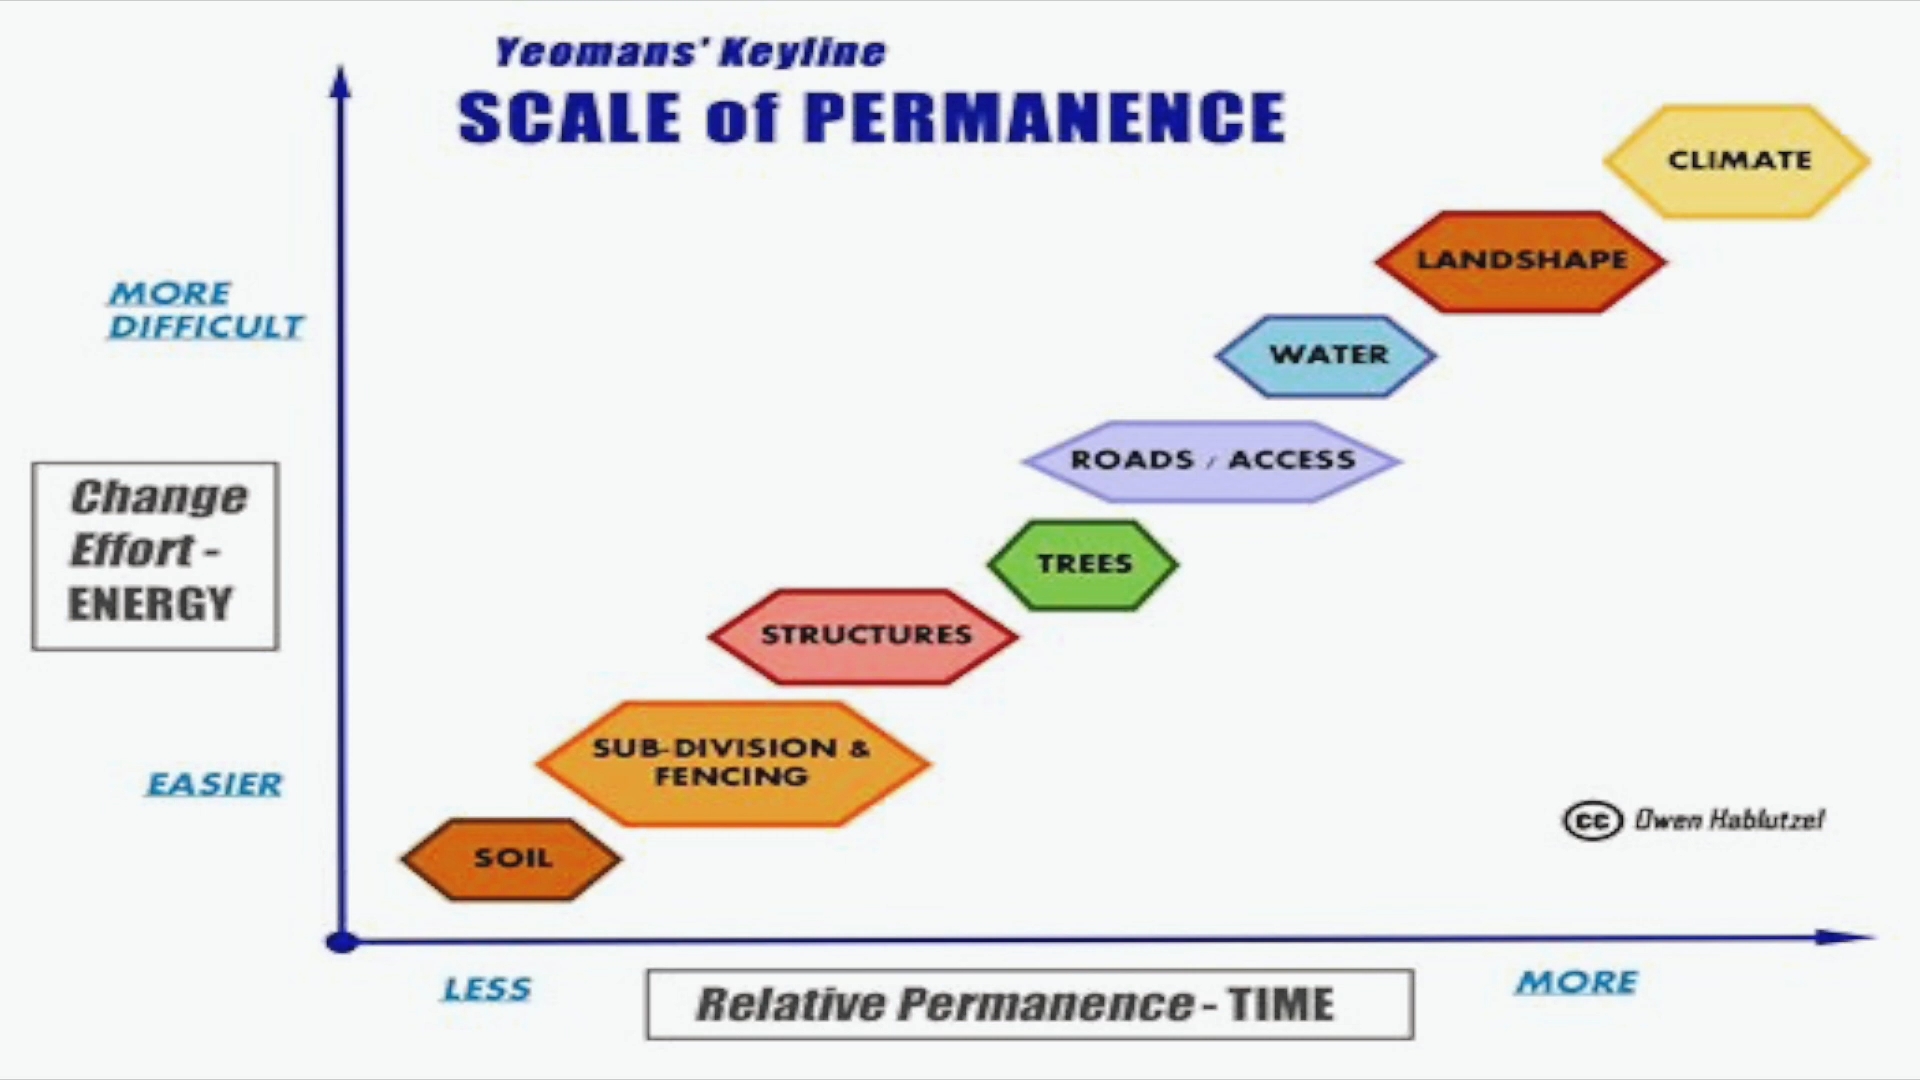 Yeomans' Keyline
SCALE of PERMANENCE
CLIMATE
LANDSHAPE
MORE
DIFFICULT
WATER
ROADS / ACCESS
Change
Effort -
ENERGY
TREES
STRUCTURES
SUB-DIVISION &
FENCING
EASIER
SOIL
cc Owen Hablutzel
LESS
Relative Permanence - TIME
MORE